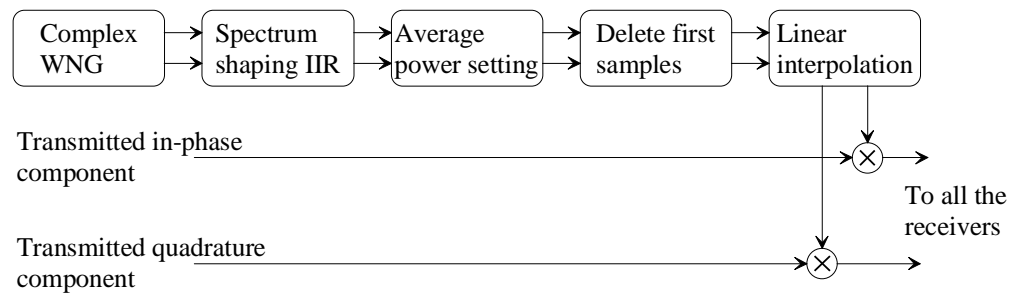 Complex
WNG
Spectrum
shaping IIR
Average
power setting
Delete first
samples
Linear
interpolation
Transmitted in-phase
component
To all the
receivers
Transmitted quadrature
component